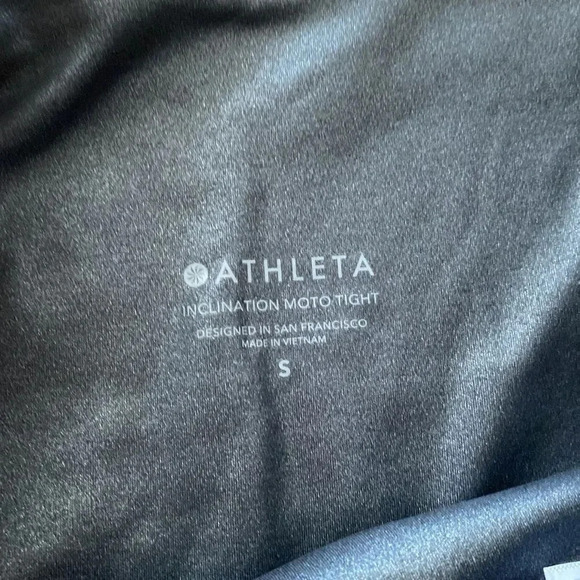 ATHLETA
INCLINATION MOTO TIGHT
DESIGNED IN SAN FRANCISCO
MADE IN VIETNAM
S